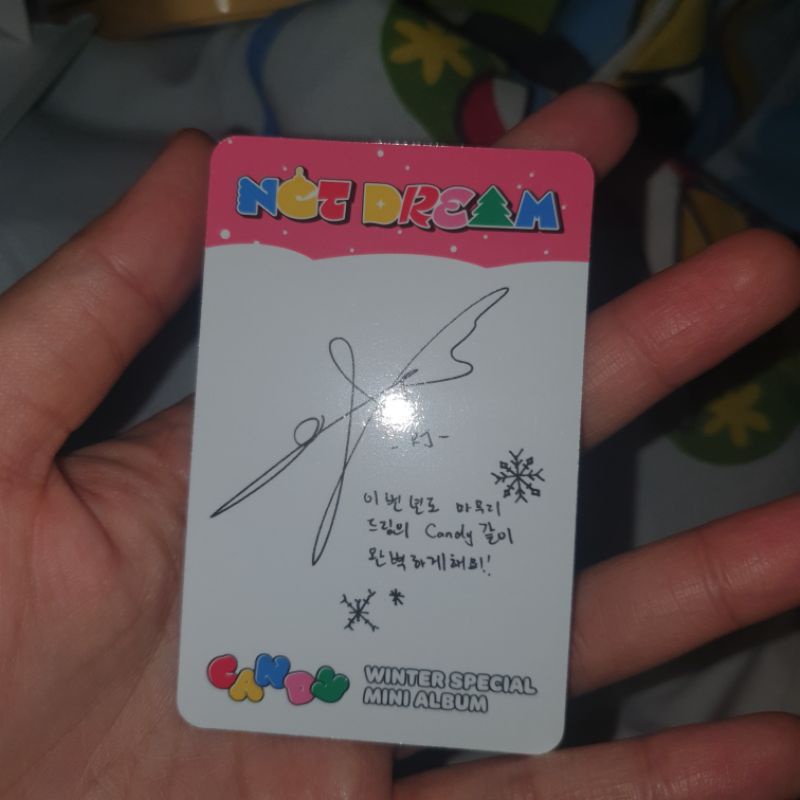 NCT DREAM
-RJ-
이번년도 마무리
드림의 Candy 같이
완벽하게해요!!
CANDY
WINTER SPECIAL
MINI ALBUM